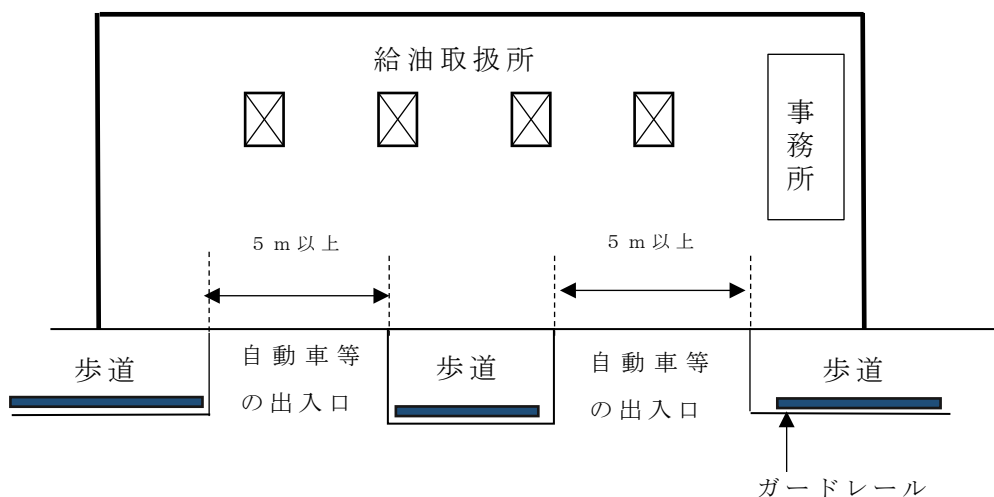 給油取扱所
事務所
5m以上
5m以上
歩道
自動車等
の出入口
歩道
自動車等
の出入口
歩道
ガードレール